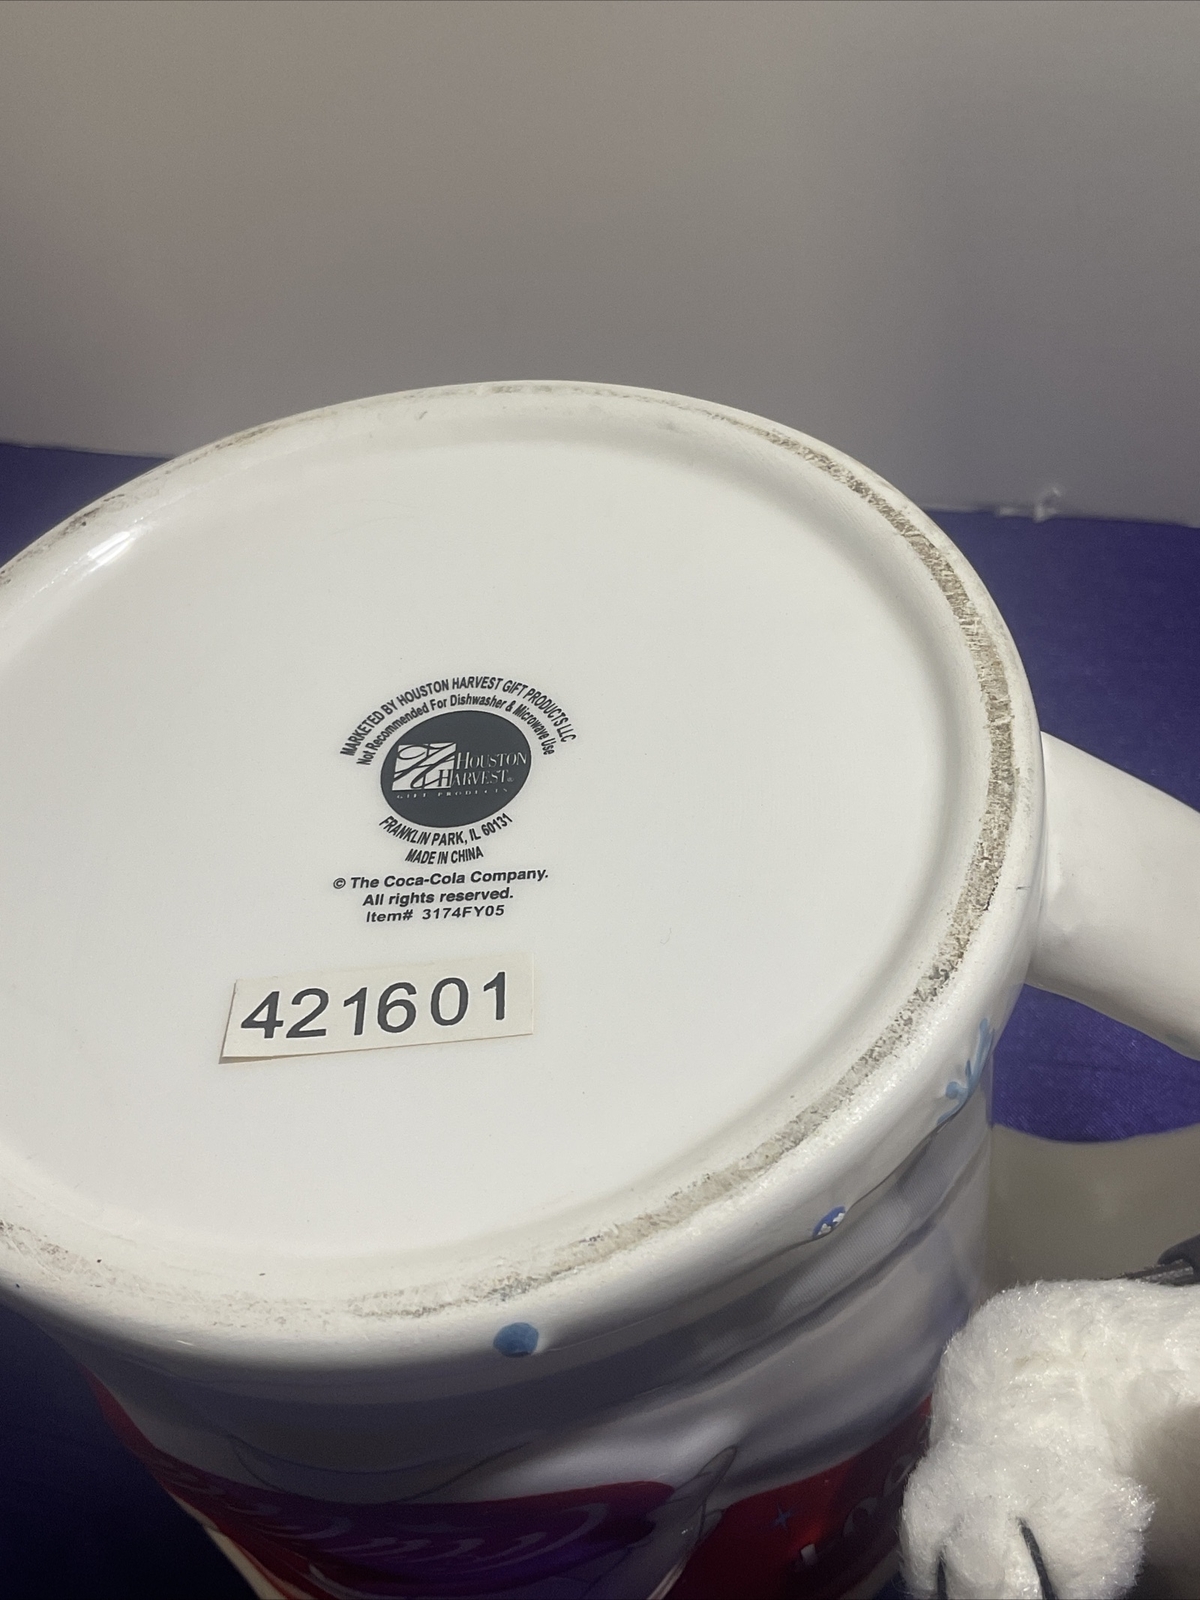 MARKETED BY HOUSTON HARVEST GIFT PRODUCTS LLC
Not Recommended For Dishwasher & Microwave Use
HOUSTON
HARVEST®
GIFT PRODUCTS
FRANKLIN PARK, IL 60131
MADE IN CHINA
© The Coca-Cola Company.
All rights reserved.
Item# 3174FY05
421601